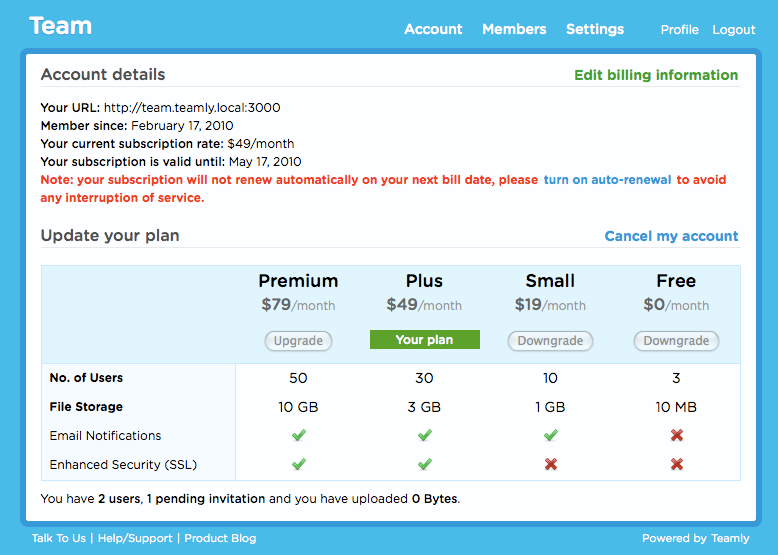 Team
Account Members Settings Profile Logout
Account details
Edit billing information
Your URL: http://team.teamly.local:3000
Member since: February 17, 2010
Your current subscription rate: $49/month
Your subscription is valid until: May 17, 2010
Note: your subscription will not renew automatically on your next bill date, please turn on auto-renewal to avoid
any interruption of service.
Update your plan
Cancel my account
Premium Plus Small Free
$79/month $49/month $19/month $0/month
Upgrade Your plan Downgrade Downgrade
No. of Users 50 30 10 3
File Storage 10 GB 3 GB 1 GB 10 MB
Email Notifications
Enhanced Security (SSL)
You have 2 users, 1 pending invitation and you have uploaded 0 Bytes.
Talk To Us | Help/Support | Product Blog
Powered by Teamly